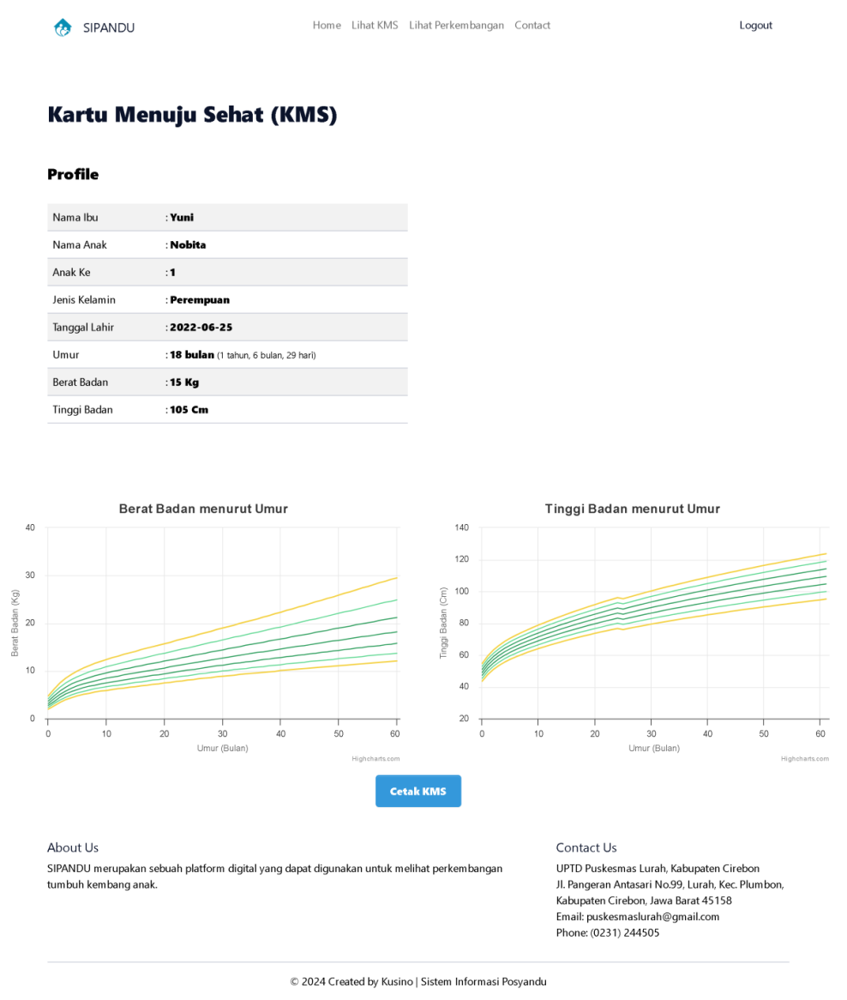 SIPANDU
Home Lihat KMS Lihat Perkembangan Contact
Logout
Kartu Menuju Sehat (KMS)
Profile
Nama Ibu : Yuni
Nama Anak : Nobita
Anak Ke : 1
Jenis Kelamin : Perempuan
Tanggal Lahir : 2022-06-25
Umur : 18 bulan (1 tahun, 6 bulan, 29 hari)
Berat Badan : 15 Kg
Tinggi Badan : 105 Cm
Berat Badan menurut Umur
Berat Badan (Kg)
40
30
20
10
0
0 10 20 30 40 50 60
Umur (Bulan)
Highcharts.com
Tinggi Badan menurut Umur
Tinggi Badan (Cm)
140
120
100
80
60
40
20
0 10 20 30 40 50 60
Umur (Bulan)
Highcharts.com
Cetak KMS
About Us
SIPANDU merupakan sebuah platform digital yang dapat digunakan untuk melihat perkembangan
tumbuh kembang anak.
Contact Us
UPTD Puskesmas Lurah, Kabupaten Cirebon
Jl. Pangeran Antasari No.99, Lurah, Kec. Plumbon,
Kabupaten Cirebon, Jawa Barat 45158
Email: puskesmaslurah@gmail.com
Phone: (0231) 244505
© 2024 Created by Kusino | Sistem Informasi Posyandu